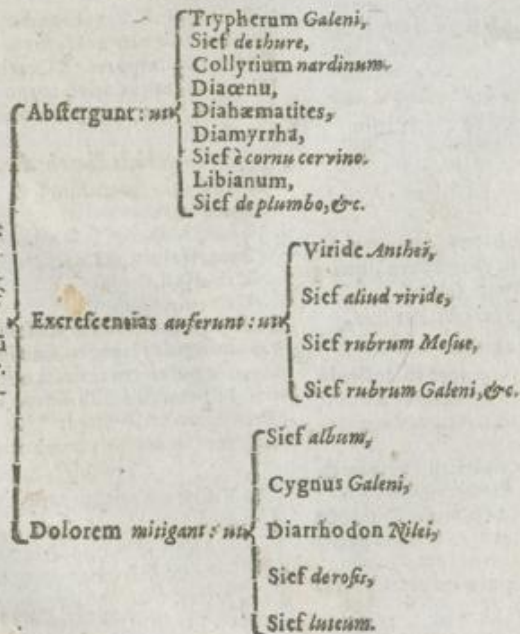 Trypherum Galeni,
Sief de thure,
Collyrium nardinum.
Diaœnu,
Diahæmatites,
Abſtergunt: ut
Diamyrrha,
Sief è cornu cervino.
Libianum,
Sief de plumbo, &c.
Viride Antheî,
Sief aliud viride,
Excreſcentias auferunt: ut
Sief rubrum Meſue,
Sief rubrum Galeni, &c.
Sief album,
Cygnus Galeni,
Dolorem mitigant: ut
Diarrhodon Nilei,
Sief de roſis,
Sief luteum.